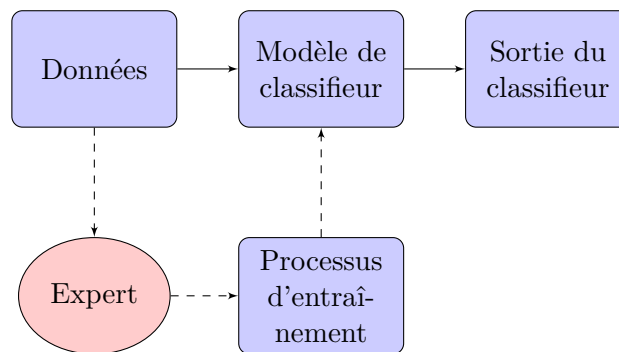 Données
Modèle de
classifieur
Sortie du
classifieur
Expert
Processus
d'entraî-
nement